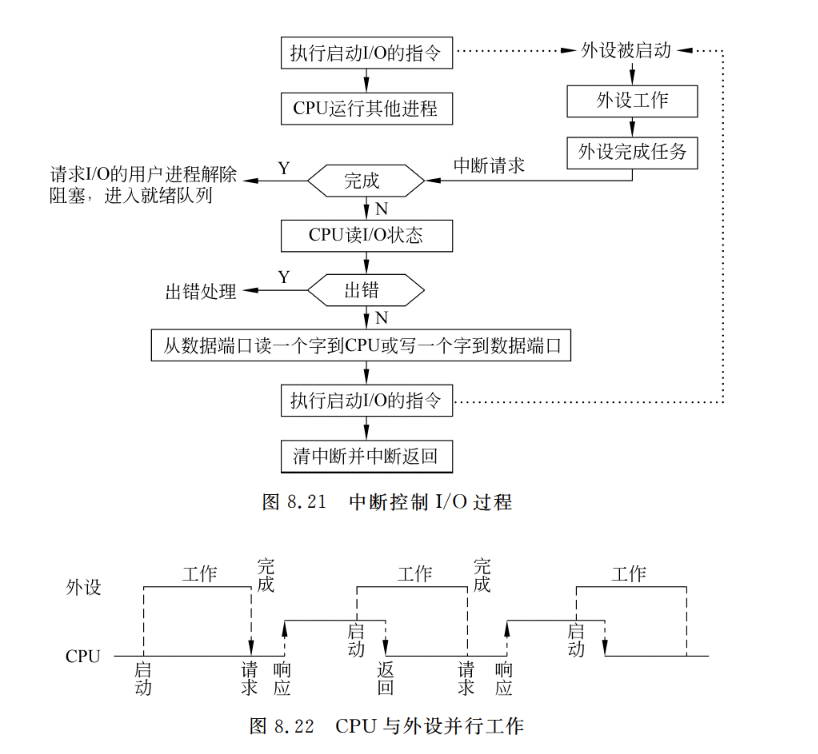 执行启动I/O的指令
外设被启动
CPU运行其他进程
外设工作
外设完成任务
中断请求
请求I/O的用户进程解除
阻塞，进入就绪队列
Y
完成
N
CPU读I/O状态
出错处理
Y
出错
N
从数据端口读一个字到CPU或写一个字到数据端口
执行启动I/O的指令
清中断并中断返回
图 8.21 中断控制 I/O 过程
外设
工作
完成
工作
完成
工作
启动
启动
CPU
启动
请求
响应
返回
请求
响应
图 8.22 CPU 与外设并行工作